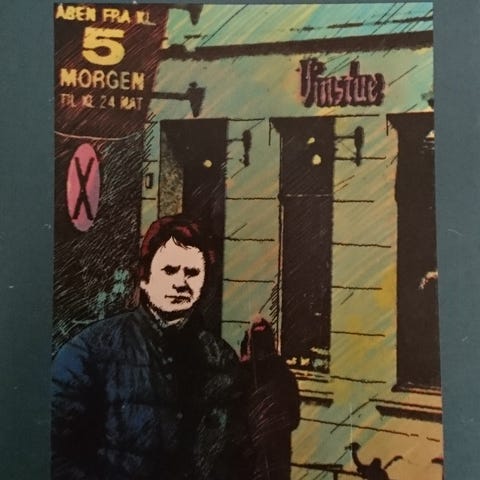 ÅBEN FRA KL.
5
MORGEN
TIL KL 24 NAT
X
Vinstue